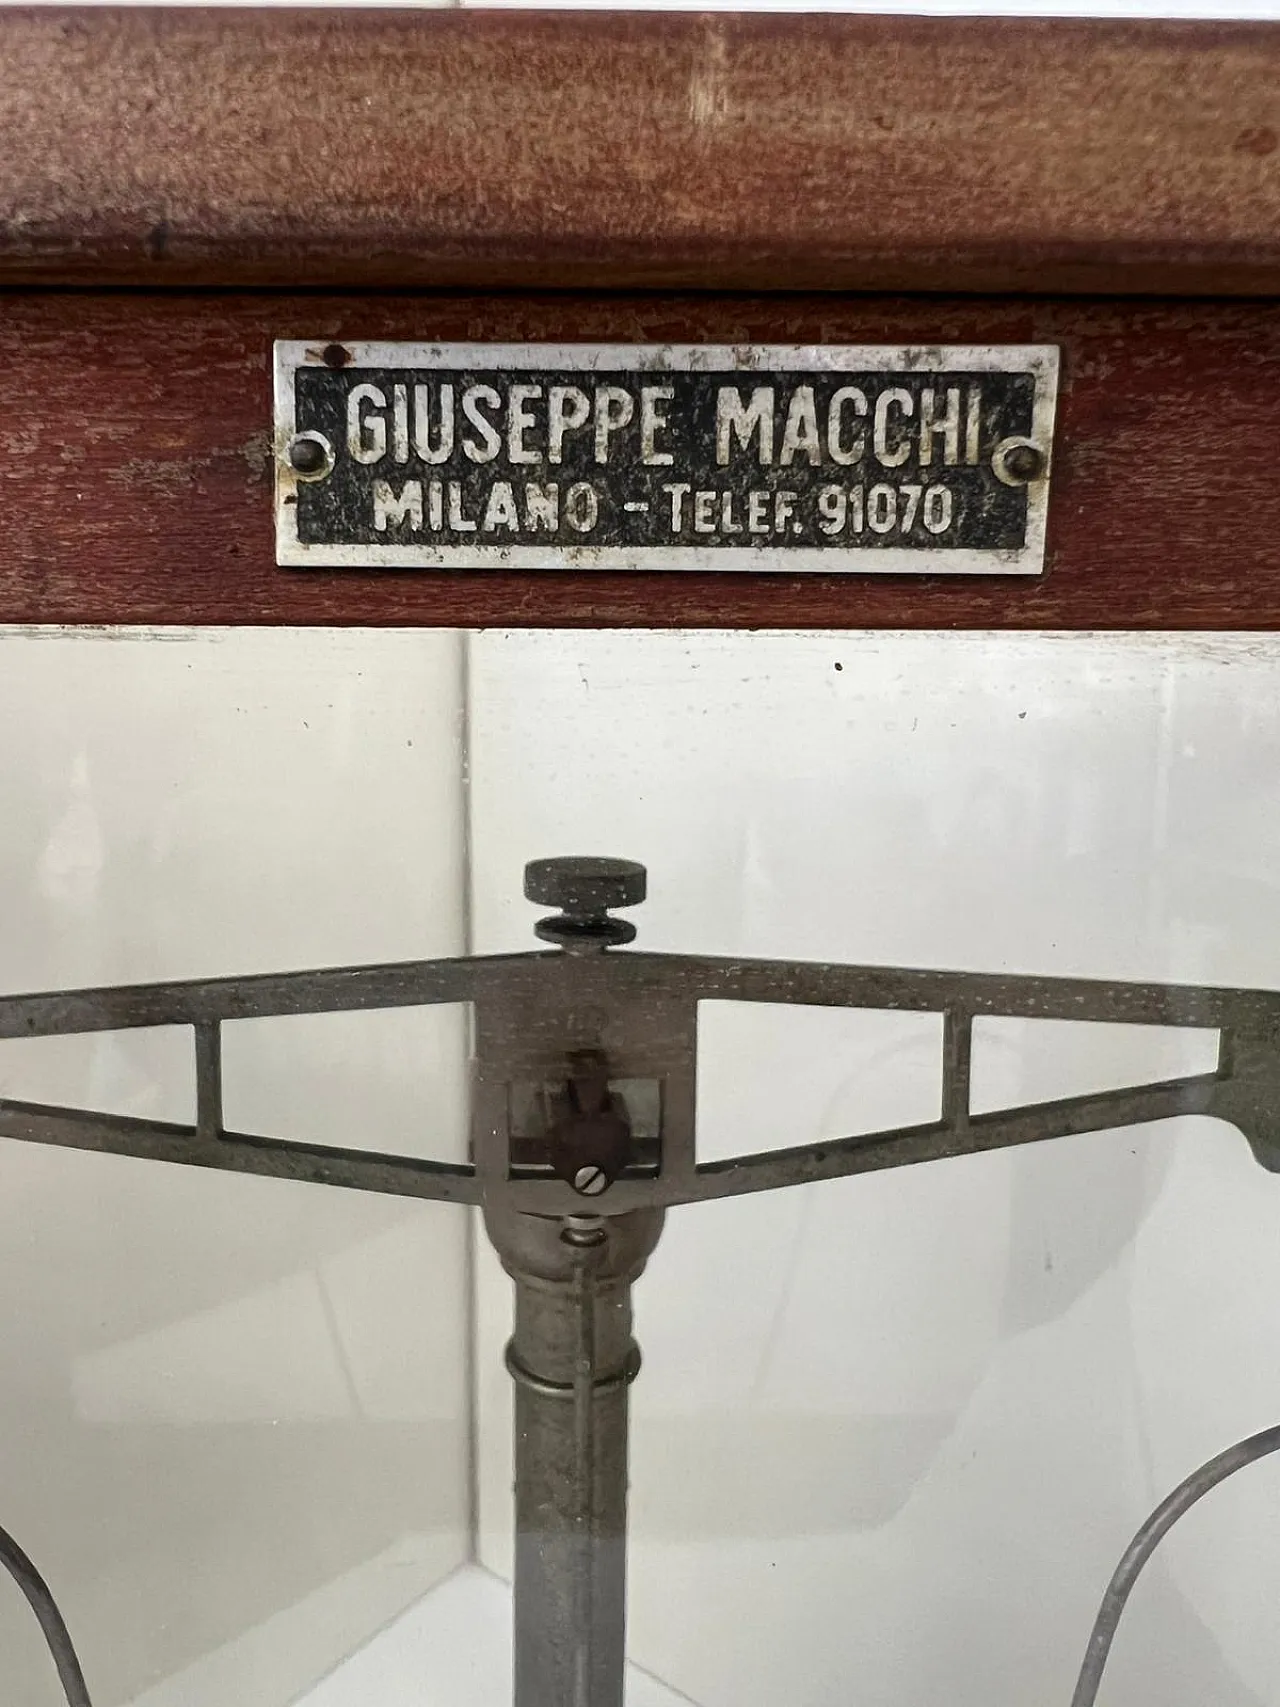 GIUSEPPE MACCHI
MILANO - TELEF. 91070